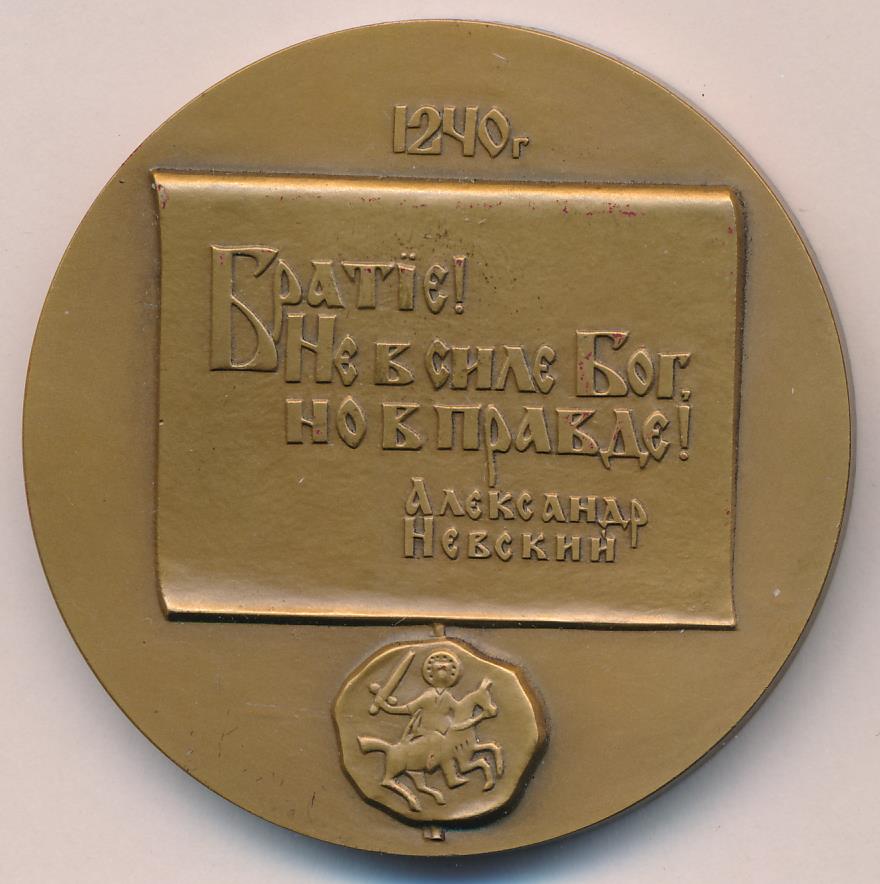 1240г
Братїе!
Не в силе Бог,
но в правде!
Александр
Невский